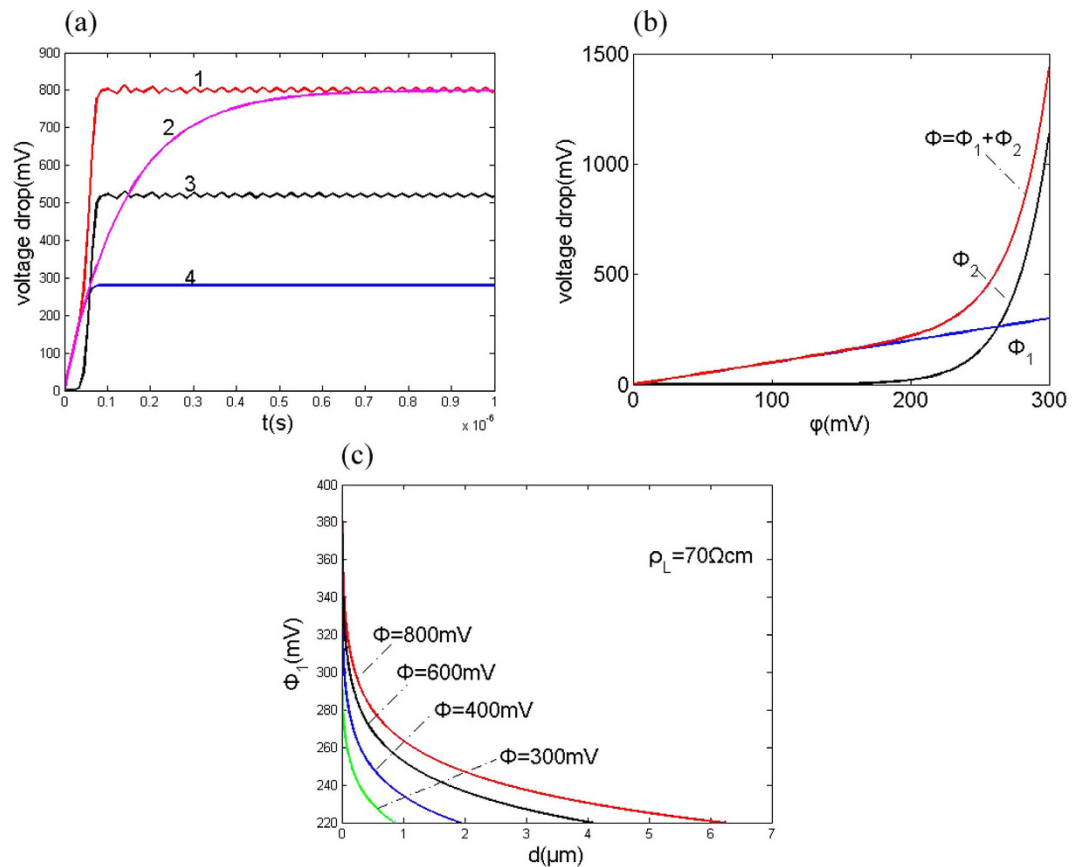 (a)
voltage drop(mV)
900
800
700
600
500
400
300
200
100
0
1
2
3
4
0 0.1 0.2 0.3 0.4 0.5 0.6 0.7 0.8 0.9 1
x 10⁻⁶
t(s)
(b)
voltage drop(mV)
1500
1000
500
0
Φ=Φ₁+Φ₂
Φ₂
Φ₁
0 100 200 300
φ(mV)
(c)
Φ₁(mV)
400
380
360
340
320
300
280
260
240
220
ρL=70Ωcm
Φ=800mV
Φ=600mV
Φ=400mV
Φ=300mV
0 1 2 3 4 5 6 7
d(μm)